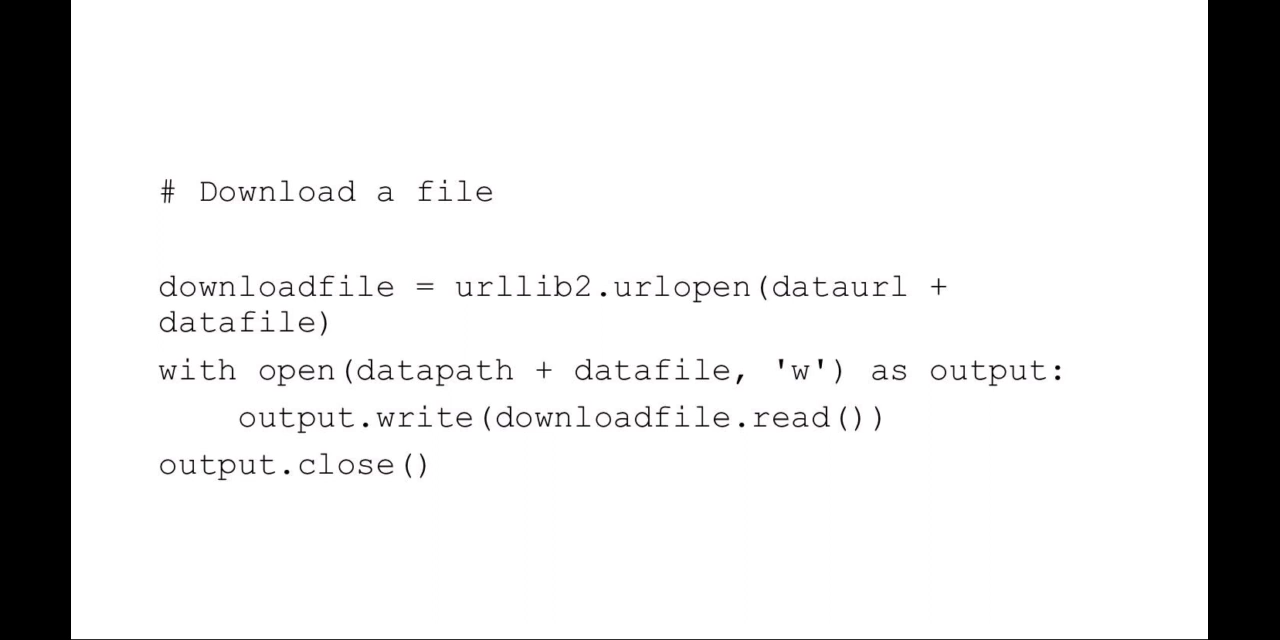 # Download a file
downloadfile = urllib2.urlopen(dataurl +
datafile)
with open(datapath + datafile, 'w') as output:
    output.write(downloadfile.read())
output.close()